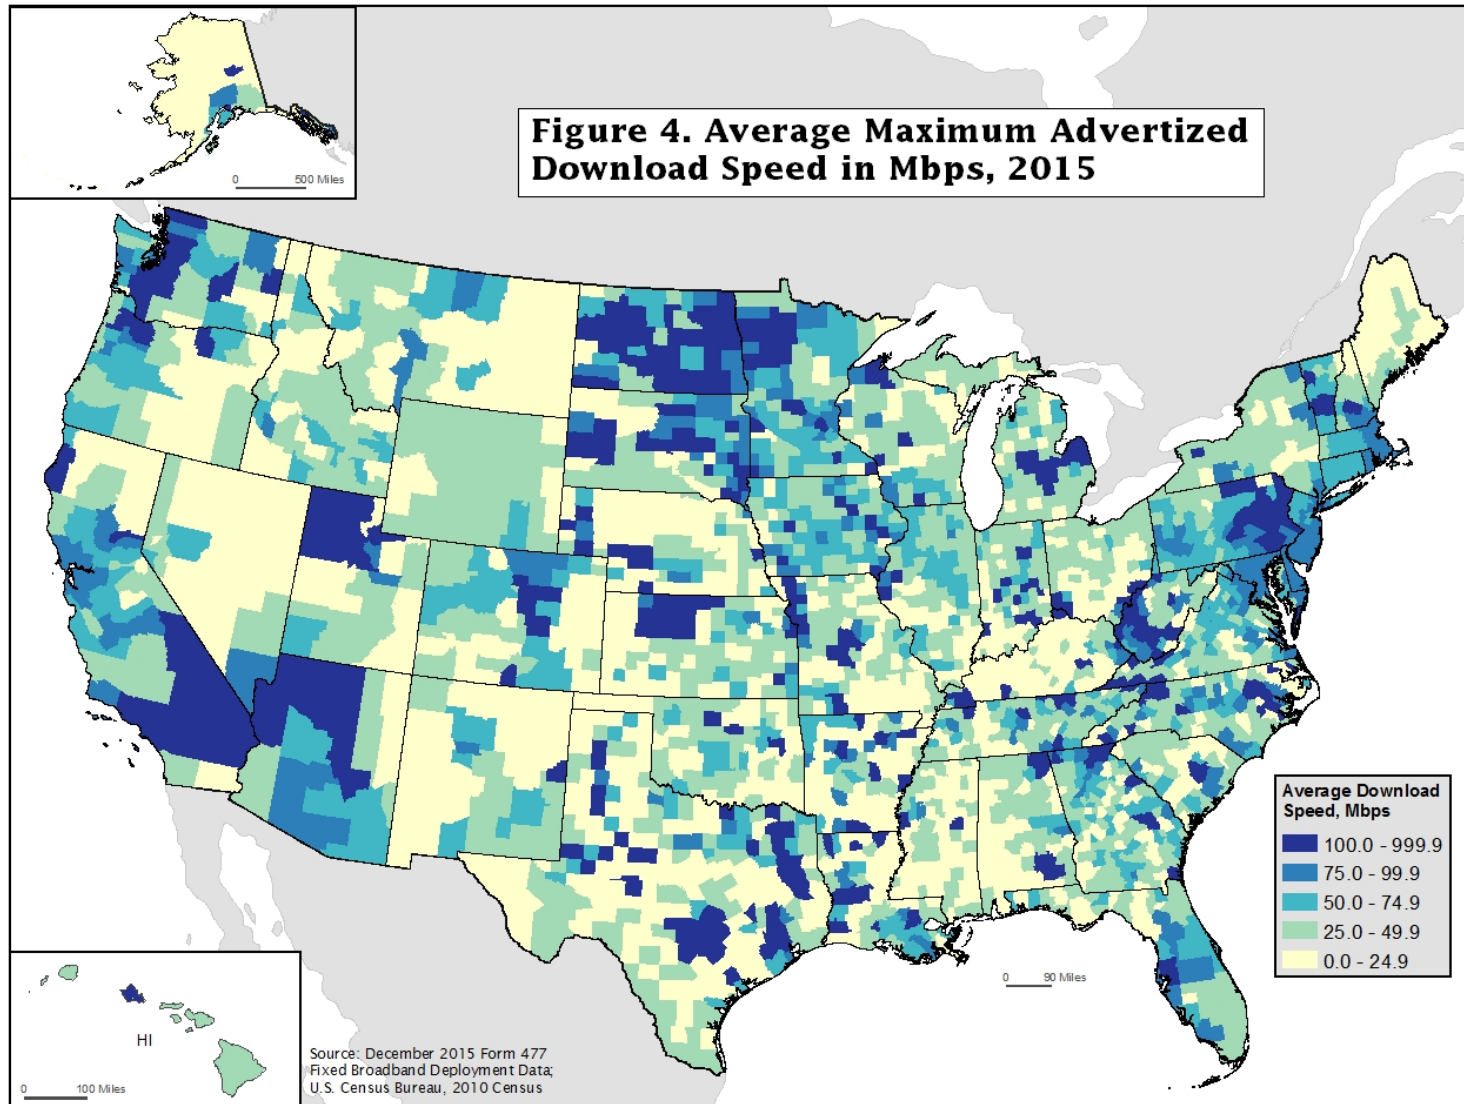 500 Miles
0
Figure 4. Average Maximum Advertized
Download Speed in Mbps, 2015
Average Download
Speed, Mbps
100.0 - 999.9
75.0 - 99.9
50.0 - 74.9
25.0 - 49.9
0.0 - 24.9
0 90 Miles
HI
0 100 Miles
Source: December 2015 Form 477
Fixed Broadband Deployment Data;
U.S. Census Bureau, 2010 Census